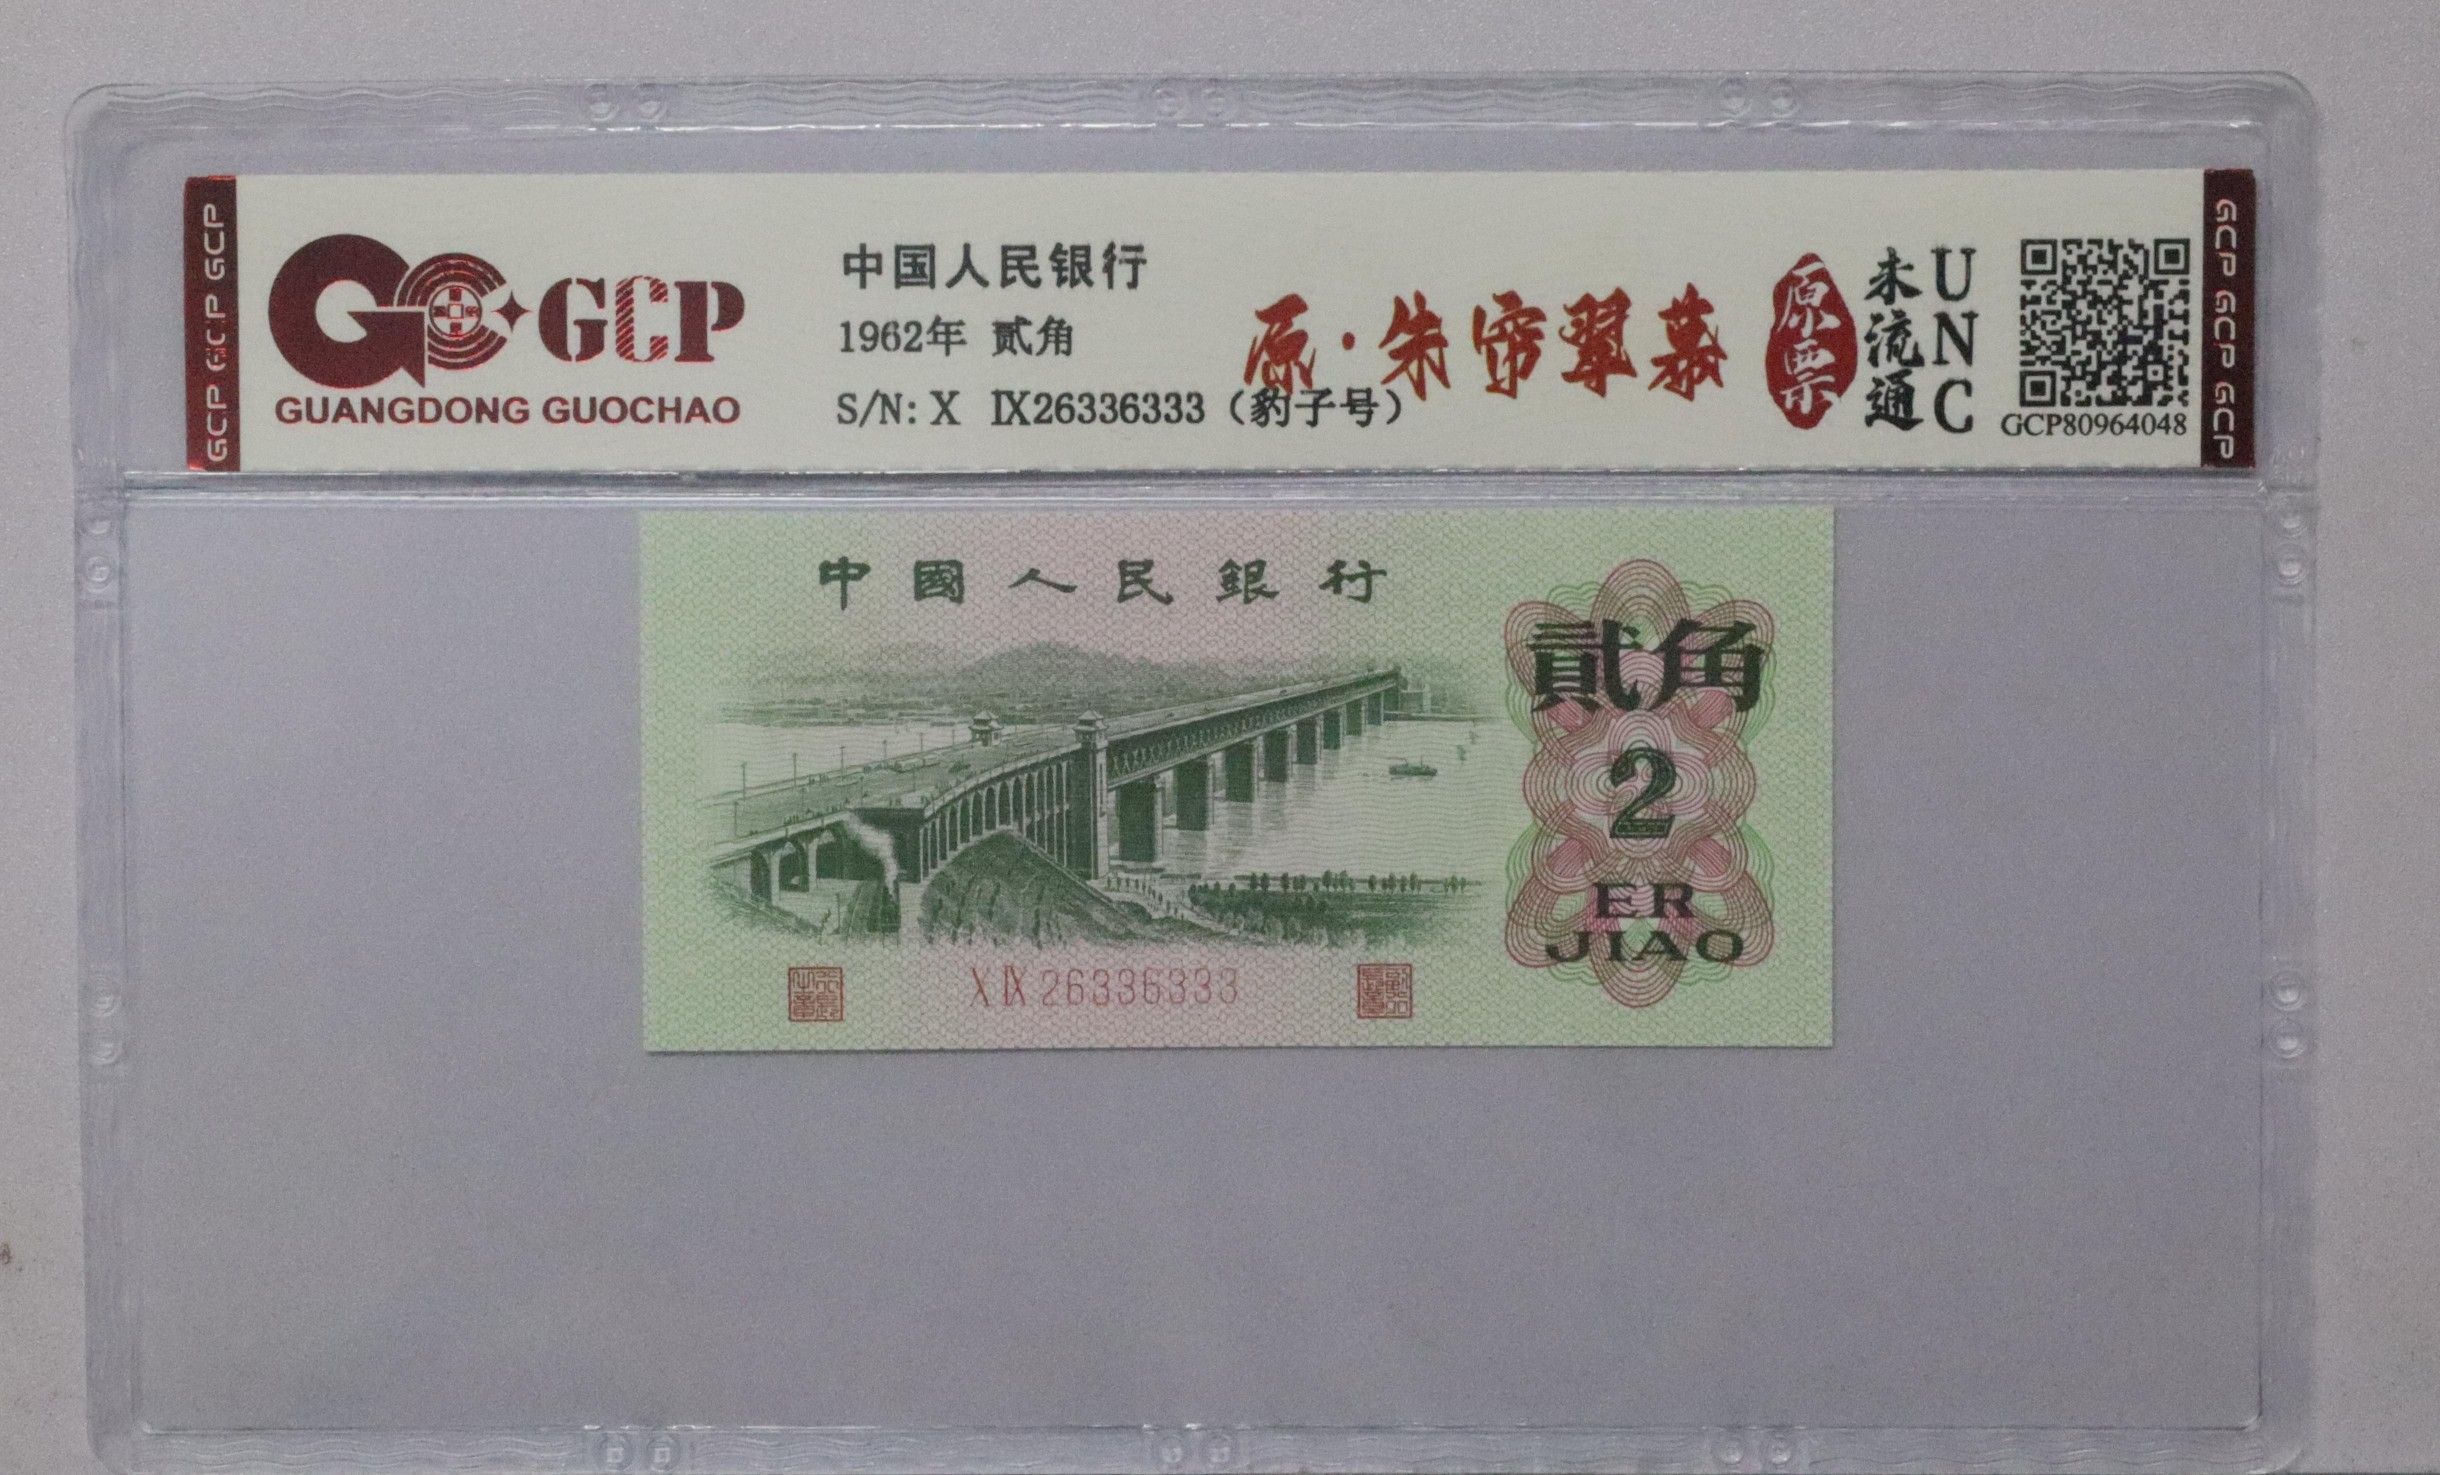 GCP GCP GCP
GCP
GUANGDONG GUOCHAO
中国人民银行
1962年 贰角
S/N: X Ⅸ26336333（豹子号）
原·朱帘翠幕
原票
未流通
UNC
GCP80964048
GCP GCP GCP
中國人民銀行
貳角
2
ER
JIAO
X Ⅸ 26336333